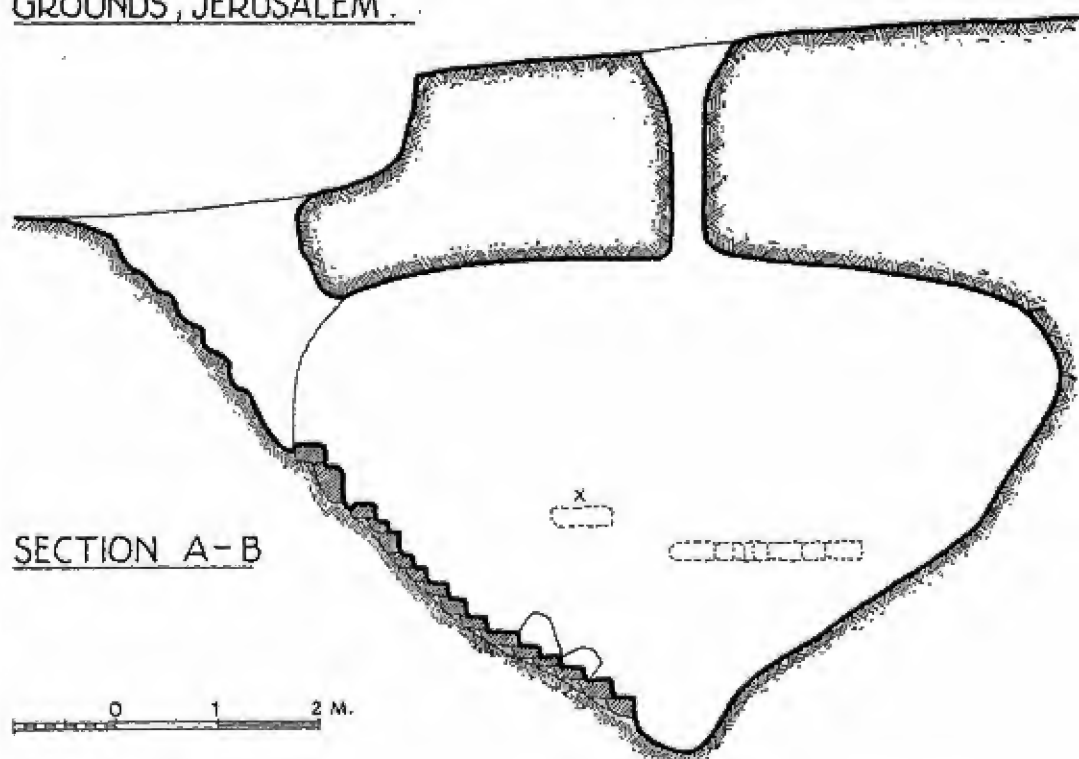 GROUNDS, JERUSALEM.
X
SECTION A-B
0 1 2 M.